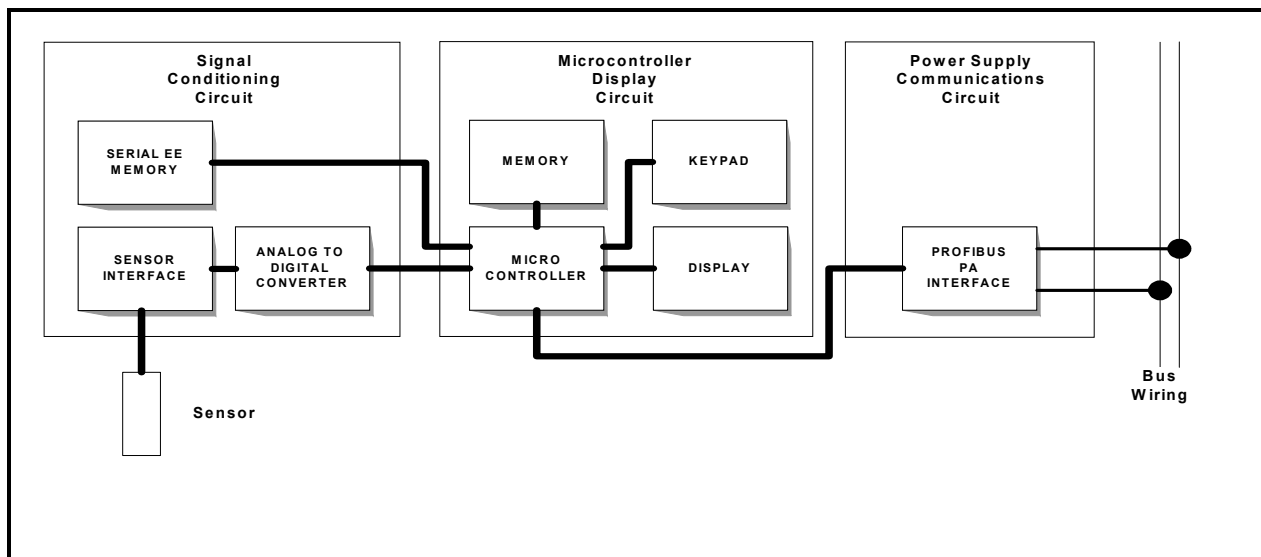 Signal
Conditioning
Circuit
SERIAL EE
MEMORY
SENSOR
INTERFACE
ANALOG TO
DIGITAL
CONVERTER
Sensor
Microcontroller
Display
Circuit
MEMORY
KEYPAD
MICRO
CONTROLLER
DISPLAY
Power Supply
Communications
Circuit
PROFIBUS
PA
INTERFACE
Bus
Wiring